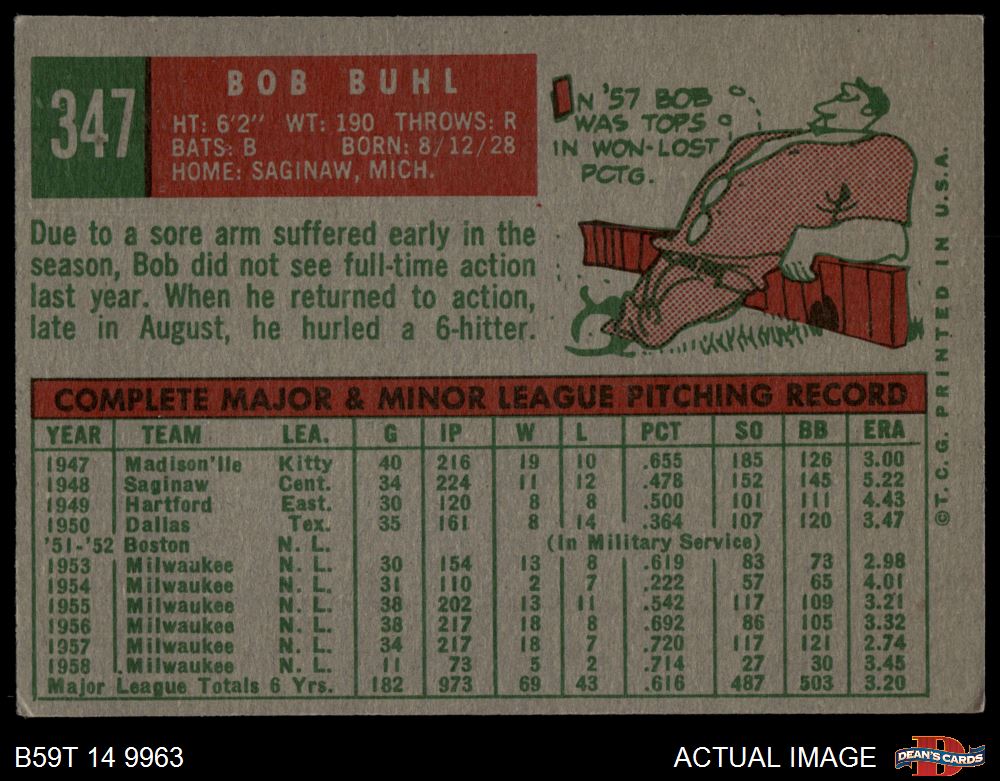 347
BOB BUHL
HT: 6'2" WT: 190 THROWS: R
BATS: B BORN: 8/12/28
HOME: SAGINAW, MICH.
IN '57 BOB
WAS TOPS
IN WON-LOST
PCTG.
Due to a sore arm suffered early in the
season, Bob did not see full-time action
last year. When he returned to action,
late in August, he hurled a 6-hitter.
COMPLETE MAJOR & MINOR LEAGUE PITCHING RECORD
YEAR TEAM LEA. G IP W L PCT SO BB ERA
1947 Madison'lle Kitty 40 216 19 10 .655 185 126 3.00
1948 Saginaw Cent. 34 224 11 12 .478 152 145 5.22
1949 Hartford East. 30 120 8 8 .500 101 111 4.43
1950 Dallas Tex. 35 161 8 14 .364 107 120 3.47
'51-'52 Boston N. L. (In Military Service)
1953 Milwaukee N. L. 30 154 13 8 .619 83 73 2.98
1954 Milwaukee N. L. 31 110 2 7 .222 57 65 4.01
1955 Milwaukee N. L. 38 202 13 11 .542 117 109 3.21
1956 Milwaukee N. L. 38 217 18 8 .692 86 105 3.32
1957 Milwaukee N. L. 34 217 18 7 .720 117 121 2.74
1958 Milwaukee N. L. 11 73 5 2 .714 27 30 3.45
Major League Totals 6 Yrs. 182 973 69 43 .616 487 503 3.20
©T. C. G. PRINTED IN U.S.A.
B59T 14 9963
ACTUAL IMAGE
D
DEAN'S CARDS